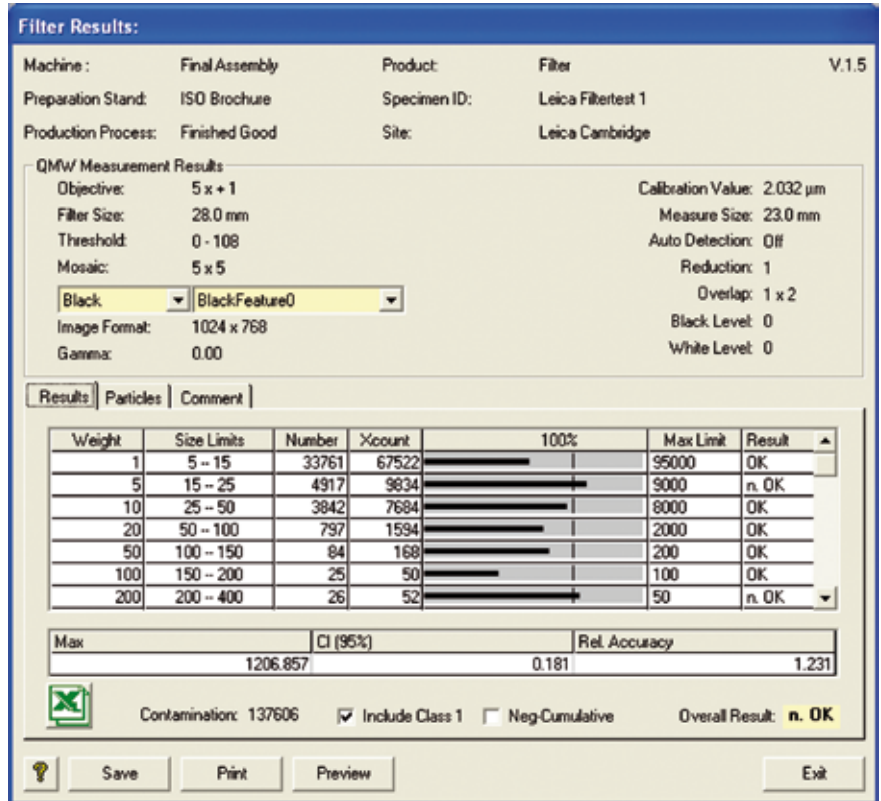 Filter Results:
Machine : Final Assembly Product: Filter V.1.5
Preparation Stand: ISO Brochure Specimen ID: Leica Filtertest 1
Production Process: Finished Good Site: Leica Cambridge
QMW Measurement Results
Objective: 5 x + 1 Calibration Value: 2.032 µm
Filter Size: 28.0 mm Measure Size: 23.0 mm
Threshold: 0 - 108 Auto Detection: Off
Mosaic: 5 x 5 Reduction: 1
Black BlackFeature0 Overlap: 1 x 2
Image Format: 1024 x 768 Black Level: 0
Gamma: 0.00 White Level: 0
Results Particles Comment
Weight Size Limits Number Xcount 100% Max Limit Result
1 5 -- 15 33761 67522 95000 OK
5 15 -- 25 4917 9834 9000 n. OK
10 25 -- 50 3842 7684 8000 OK
20 50 -- 100 797 1594 2000 OK
50 100 -- 150 84 168 200 OK
100 150 -- 200 25 50 100 OK
200 200 -- 400 26 52 50 n. OK
Max CI (95%) Rel. Accuracy
1206.857 0.181 1.231
Contamination: 137606 Include Class 1 Neg-Cumulative Overall Result: n. OK
? Save Print Preview Exit